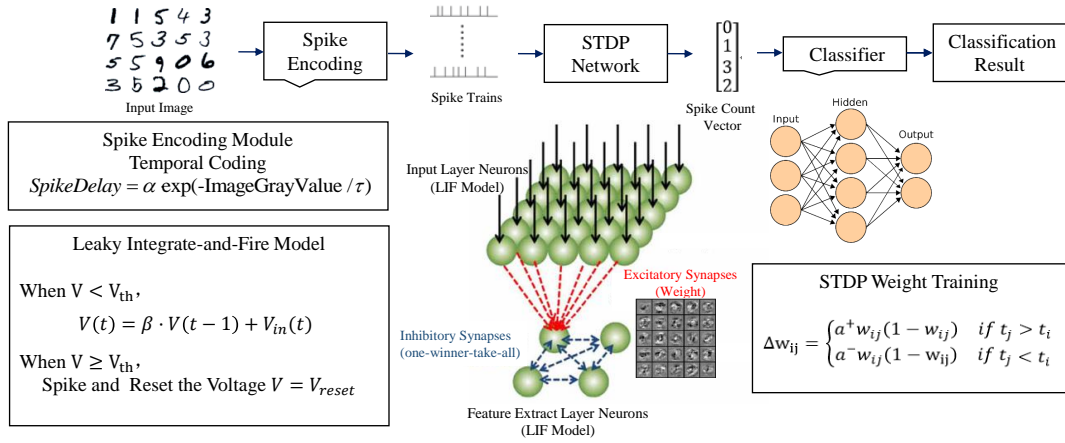 1 1 5 4 3
7 5 3 5 3
5 5 9 0 6
3 5 2 0 0
Input Image
Spike
Encoding
Spike Trains
STDP
Network
[0
1
3
2]
.
Spike Count
Vector
Classifier
Classification
Result
Spike Encoding Module
Temporal Coding
SpikeDelay = α exp(-ImageGrayValue /τ)
Input Layer Neurons
(LIF Model)
Input
Hidden
Output
Leaky Integrate-and-Fire Model
When V < V_th,
V(t) = β · V(t − 1) + V_in(t)
When V ≥ V_th,
Spike and Reset the Voltage V = V_reset
Excitatory Synapses
(Weight)
Inhibitory Synapses
(one-winner-take-all)
Feature Extract Layer Neurons
(LIF Model)
STDP Weight Training
Δw_ij = { a⁺w_ij(1 − w_ij) if t_j > t_i
a⁻w_ij(1 − w_ij) if t_j < t_i